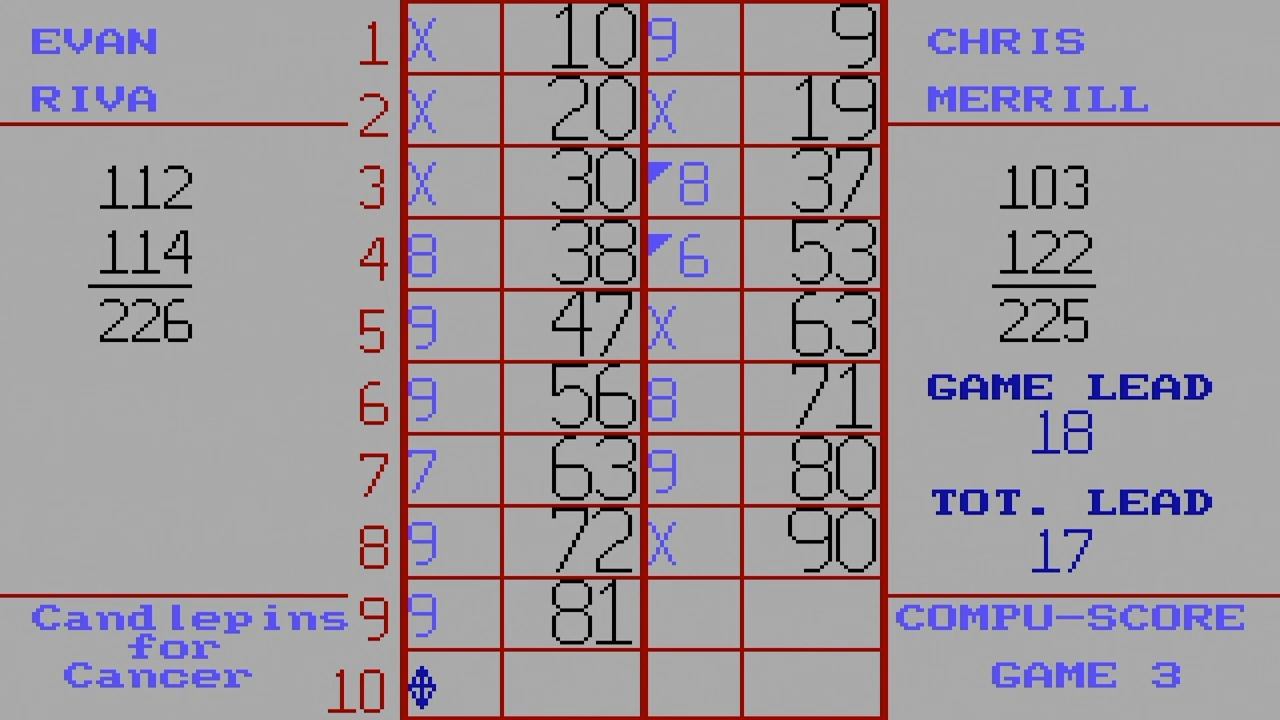 EVAN
RIVA
112
114
226
Candlepins
for
Cancer
1 X 10 9 9
2 X 20 X 19
3 X 30 8 37
4 8 38 6 53
5 9 47 X 63
6 9 56 8 71
7 7 63 9 80
8 9 72 X 90
9 9 81
10
CHRIS
MERRILL
103
122
225
GAME LEAD
18
TOT. LEAD
17
COMPU-SCORE
GAME 3